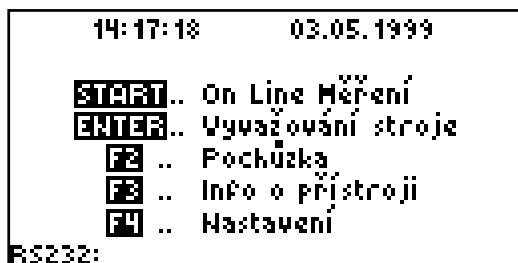 14:17:18 03.05.1999
START.. On Line Měření
ENTER.. Vyvažování stroje
F2 .. Pochůzka
F3 .. Info o přístroji
F4 .. Nastavení
RS232: